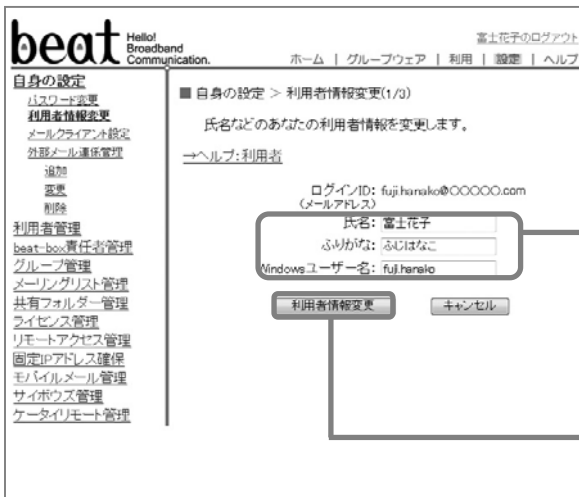 beat Hello!
Broadband
Communication.
富士花子のログアウト
ホーム | グループウェア | 利用 | 設定 | ヘルプ
自身の設定
パスワード変更
利用者情報変更
メールクライアント設定
外部メール連係管理
追加
変更
削除
利用者管理
beat-box責任者管理
グループ管理
メーリングリスト管理
共有フォルダー管理
ライセンス管理
リモートアクセス管理
固定IPアドレス確保
モバイルメール管理
サイボウズ管理
ケータイリモート管理
■ 自身の設定 > 利用者情報変更(1/3)
氏名などのあなたの利用者情報を変更します。
→ヘルプ:利用者
ログインID: fuji.hanako@〇〇〇〇〇.com
(メールアドレス)
氏名: 富士花子
ふりがな: ふじはなこ
Windowsユーザー名: fuji.hanako
利用者情報変更 キャンセル